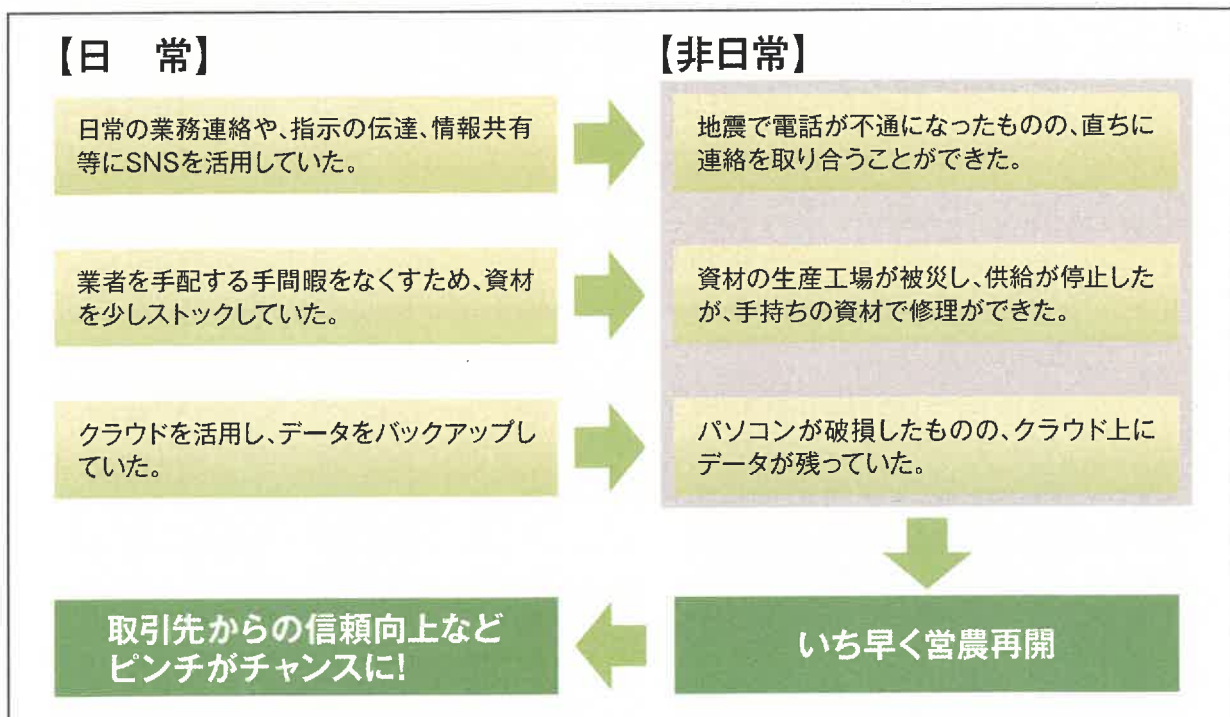 【日　常】
【非日常】
日常の業務連絡や、指示の伝達、情報共有
等にSNSを活用していた。
地震で電話が不通になったものの、直ちに
連絡を取り合うことができた。
業者を手配する手間暇をなくすため、資材
を少しストックしていた。
資材の生産工場が被災し、供給が停止した
が、手持ちの資材で修理ができた。
クラウドを活用し、データをバックアップし
ていた。
パソコンが破損したものの、クラウド上に
データが残っていた。
いち早く営農再開
取引先からの信頼向上など
ピンチがチャンスに!